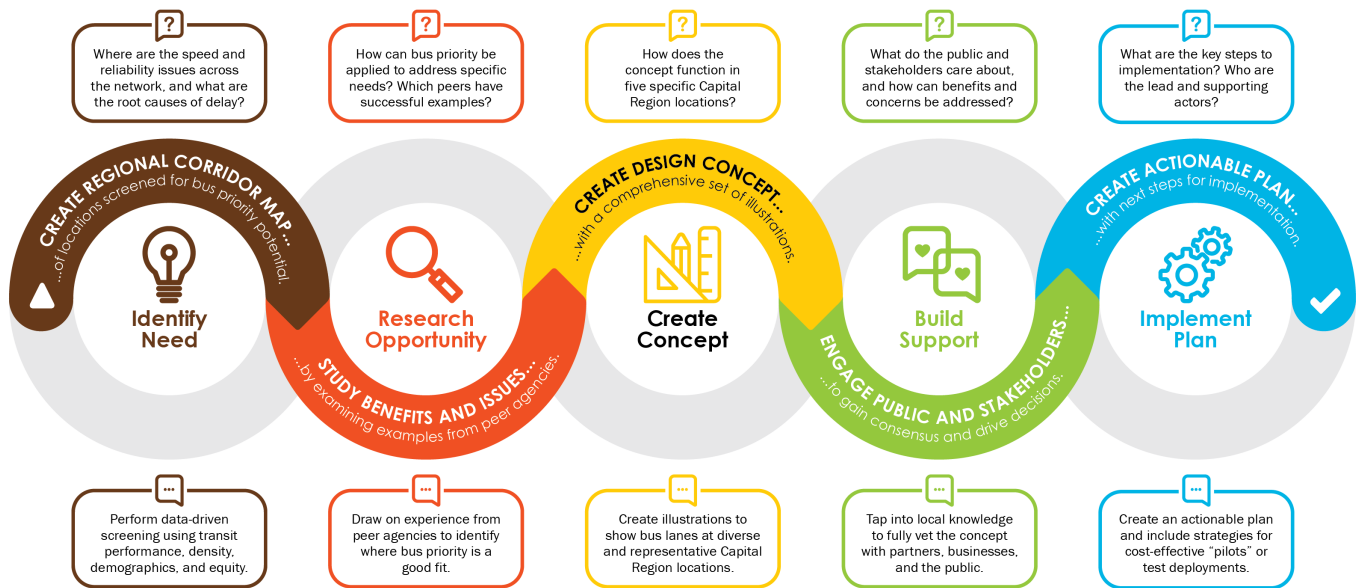 ?
Where are the speed and
reliability issues across
the network, and what are
the root causes of delay?
?
How can bus priority be
applied to address specific
needs? Which peers have
successful examples?
?
How does the
concept function in
five specific Capital
Region locations?
?
What do the public and
stakeholders care about,
and how can benefits and
concerns be addressed?
?
What are the key steps to
implementation? Who are
the lead and supporting
actors?
CREATE REGIONAL CORRIDOR MAP...
...of locations screened for bus priority potential.
Identify
Need
STUDY BENEFITS AND ISSUES...
...by examining examples from peer agencies.
Research
Opportunity
CREATE DESIGN CONCEPT...
...with a comprehensive set of illustrations.
Create
Concept
ENGAGE PUBLIC AND STAKEHOLDERS...
...to gain consensus and drive decisions.
Build
Support
CREATE ACTIONABLE PLAN...
...with next steps for implementation.
Implement
Plan
...
Perform data-driven
screening using transit
performance, density,
demographics, and equity.
...
Draw on experience from
peer agencies to identify
where bus priority is a
good fit.
...
Create illustrations to
show bus lanes at diverse
and representative Capital
Region locations.
...
Tap into local knowledge
to fully vet the concept
with partners, businesses,
and the public.
...
Create an actionable plan
and include strategies for
cost-effective “pilots” or
test deployments.